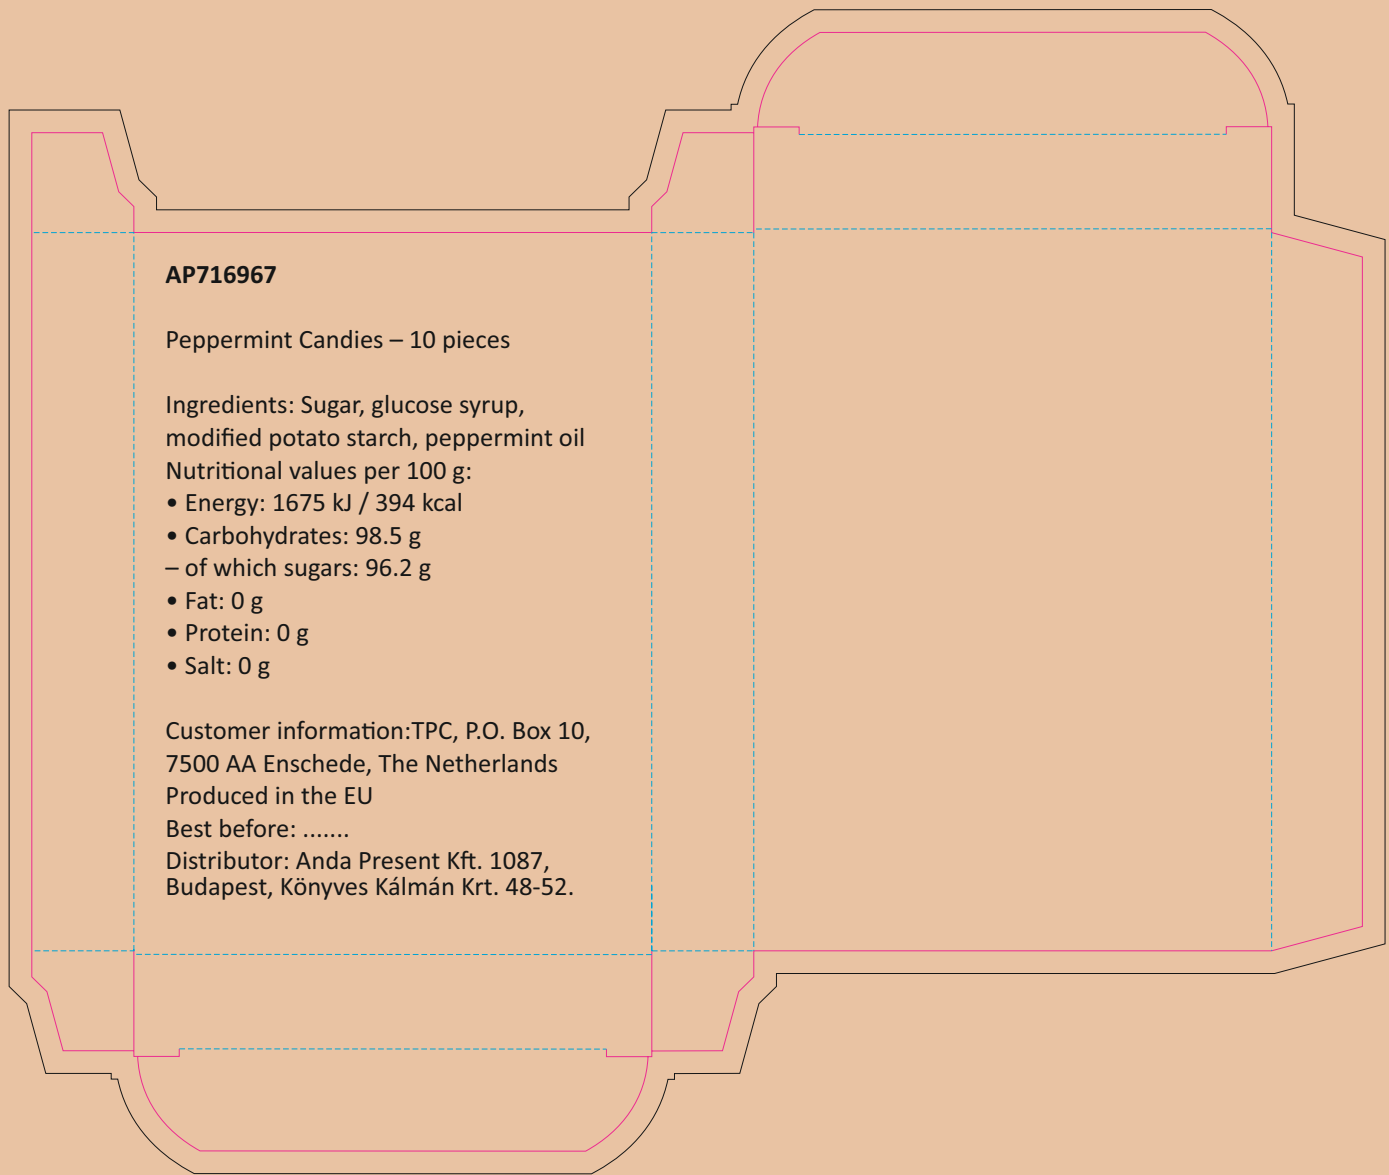 AP716967
Peppermint Candies – 10 pieces
Ingredients: Sugar, glucose syrup,
modified potato starch, peppermint oil
Nutritional values per 100 g:
• Energy: 1675 kJ / 394 kcal
• Carbohydrates: 98.5 g
– of which sugars: 96.2 g
• Fat: 0 g
• Protein: 0 g
• Salt: 0 g
Customer information:TPC, P.O. Box 10,
7500 AA Enschede, The Netherlands
Produced in the EU
Best before: .......
Distributor: Anda Present Kft. 1087,
Budapest, Könyves Kálmán Krt. 48-52.